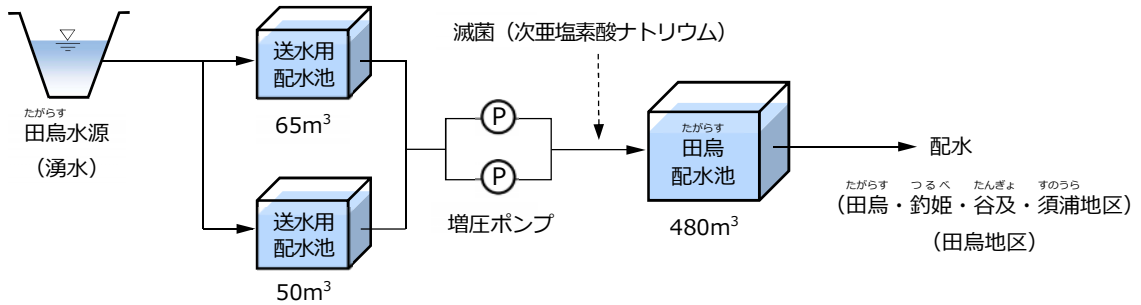 たがらす
田烏水源
（湧水）
送水用
配水池
65m³
送水用
配水池
50m³
P
P
増圧ポンプ
滅菌（次亜塩素酸ナトリウム）
たがらす
田烏
配水池
480m³
配水
たがらす つるべ たんぎょ すのうら
（田烏・釣姫・谷及・須浦地区）
（田烏地区）